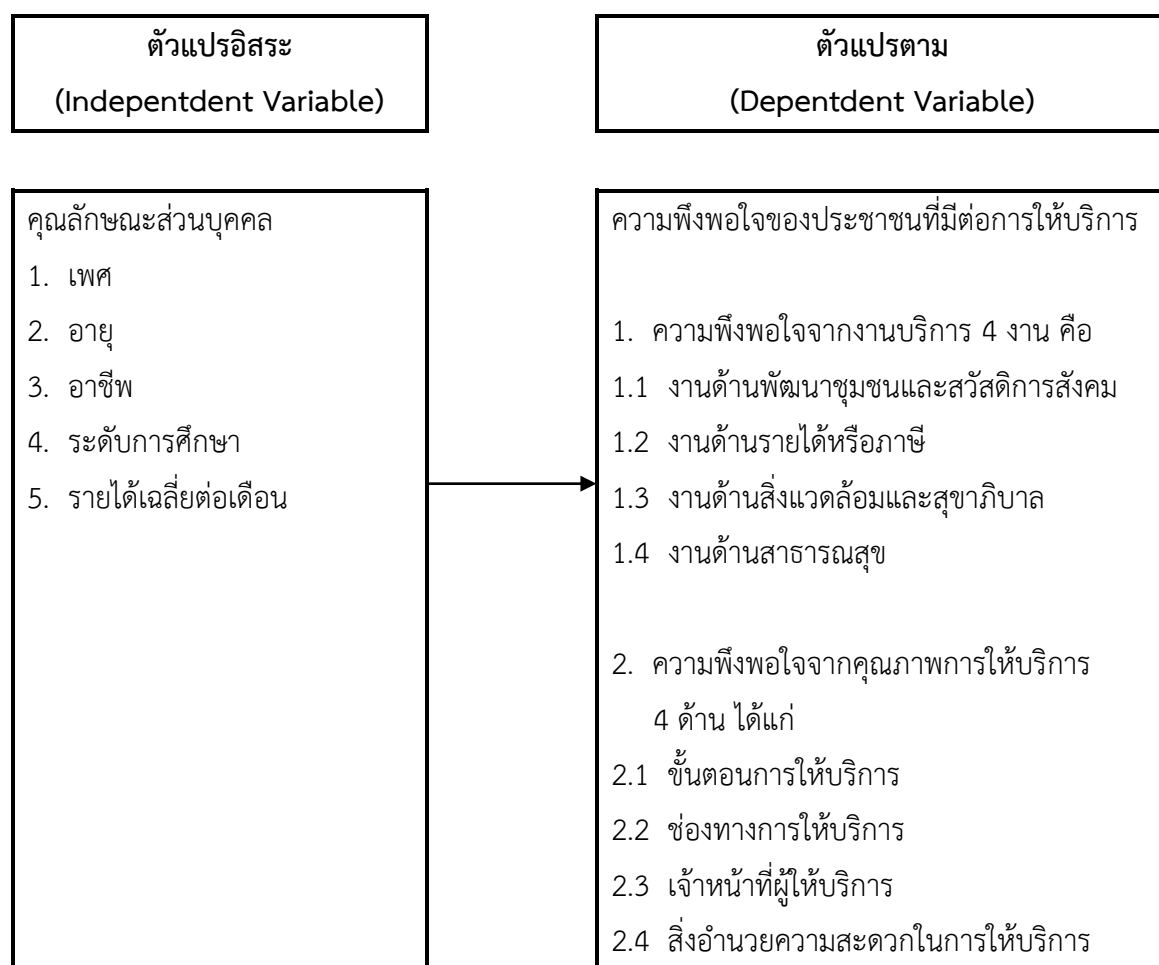 ตัวแปรอิสระ
(Indepentdent Variable)
ตัวแปรตาม
(Depentdent Variable)
คุณลักษณะส่วนบุคคล
1. เพศ
2. อายุ
3. อาชีพ
4. ระดับการศึกษา
5. รายได้เฉลี่ยต่อเดือน
ความพึงพอใจของประชาชนที่มีต่อการให้บริการ
1. ความพึงพอใจจากงานบริการ 4 งาน คือ
1.1 งานด้านพัฒนาชุมชนและสวัสดิการสังคม
1.2 งานด้านรายได้หรือภาษี
1.3 งานด้านสิ่งแวดล้อมและสุขาภิบาล
1.4 งานด้านสาธารณสุข
2. ความพึงพอใจจากคุณภาพการให้บริการ
4 ด้าน ได้แก่
2.1 ขั้นตอนการให้บริการ
2.2 ช่องทางการให้บริการ
2.3 เจ้าหน้าที่ผู้ให้บริการ
2.4 สิ่งอำนวยความสะดวกในการให้บริการ